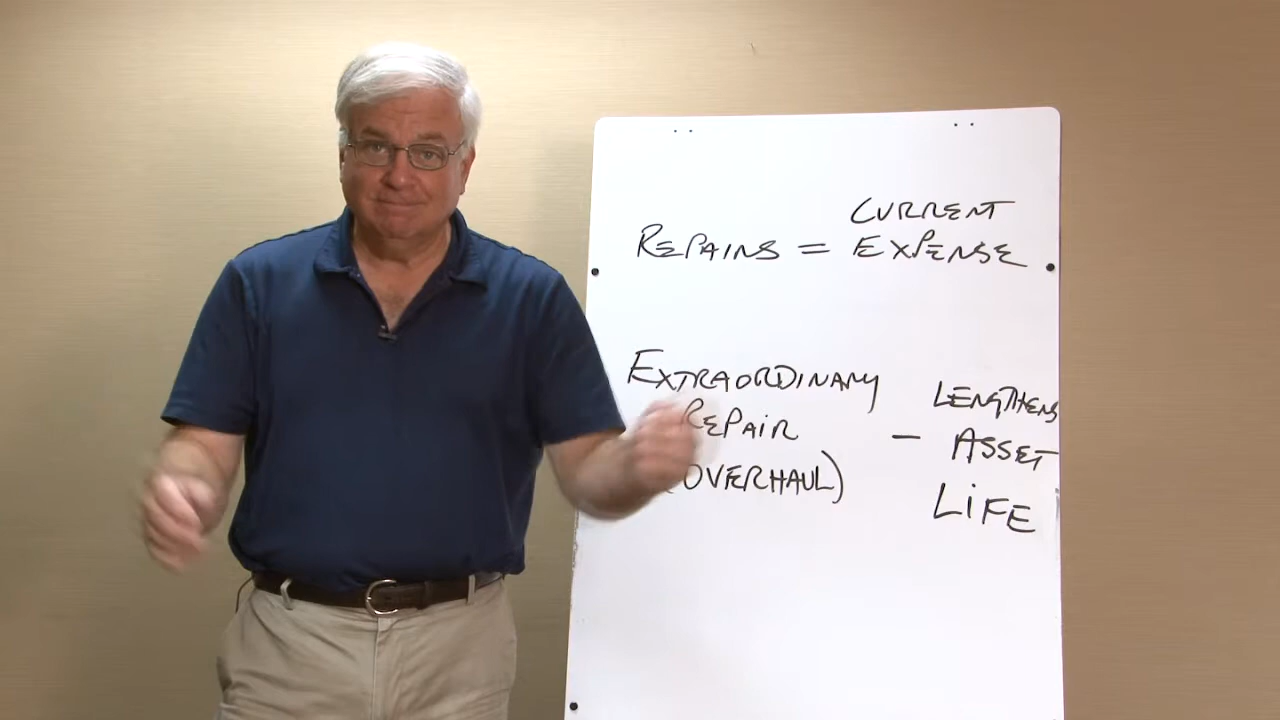 CURRENT
REPAIRS = EXPENSE
EXTRAORDINARY
REPAIR
(OVERHAUL)
– LENGTHENS
ASSET
LIFE